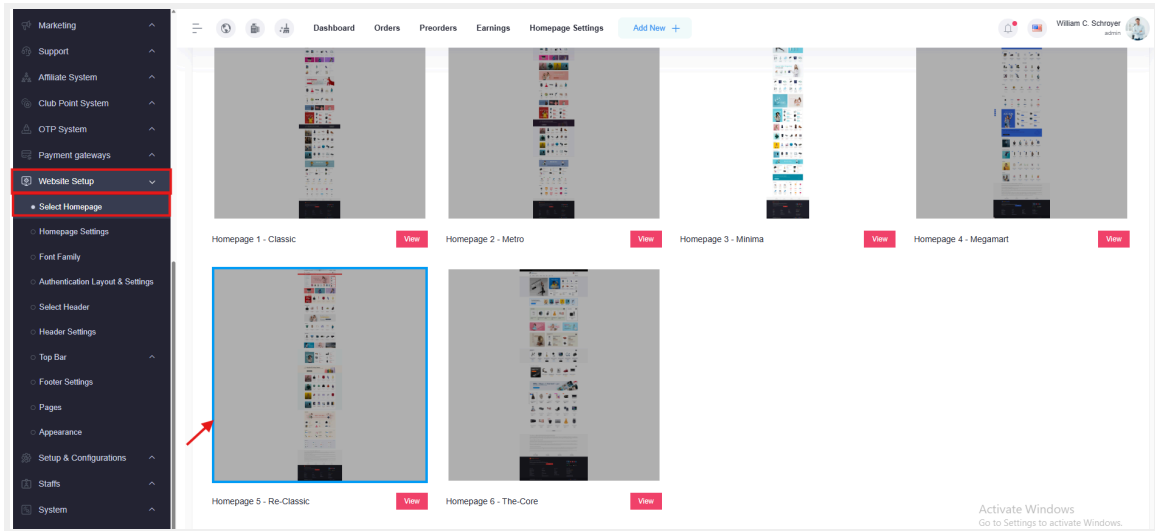 Marketing
Support
Affiliate System
Club Point System
OTP System
Payment gateways
Website Setup
Select Homepage
Homepage Settings
Font Family
Authentication Layout & Settings
Select Header
Header Settings
Top Bar
Footer Settings
Pages
Appearance
Setup & Configurations
Staffs
System
Dashboard Orders Preorders Earnings Homepage Settings Add New +
William C. Schroyer
admin
Homepage 1 - Classic View Homepage 2 - Metro View Homepage 3 - Minima View Homepage 4 - Megamart View
Homepage 5 - Re-Classic View Homepage 6 - The-Core View
Activate Windows
Go to Settings to activate Windows.